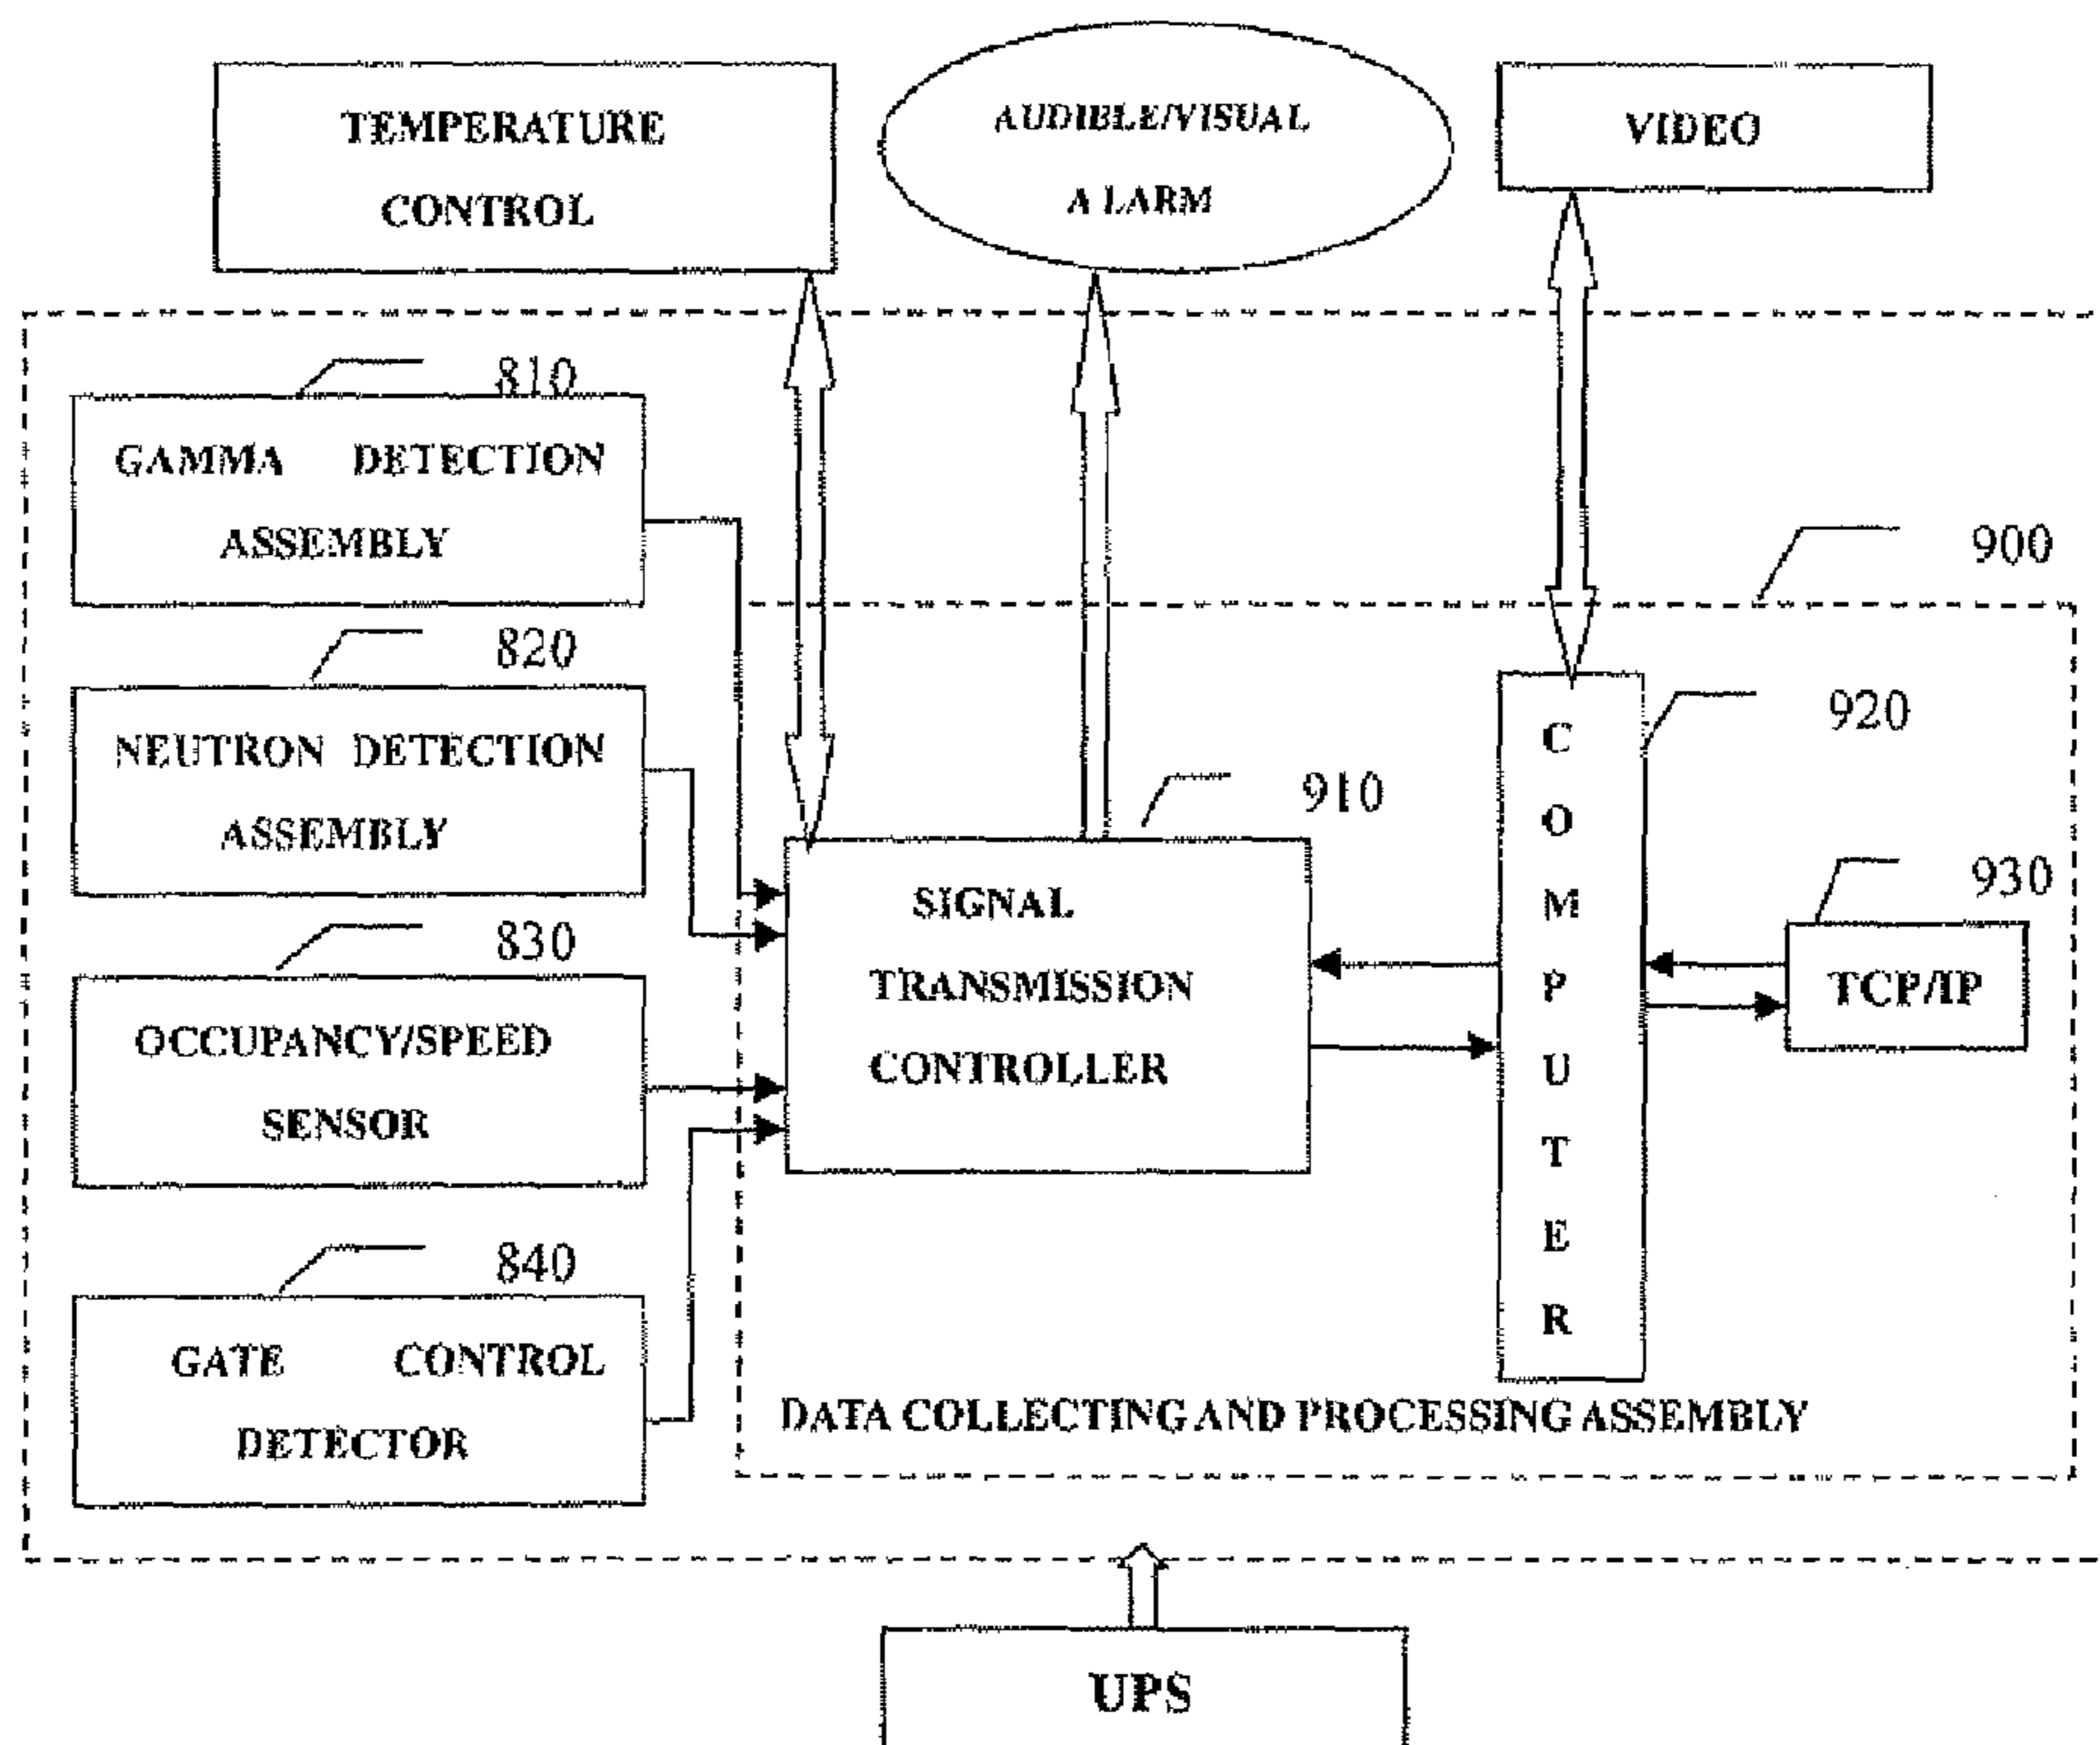 TEMPERATURE
CONTROL
AUDIBLE/VISUAL
A LARM
VIDEO
810
GAMMA DETECTION
ASSEMBLY
900
820
NEUTRON DETECTION
ASSEMBLY
920
910
930
830
OCCUPANCY/SPEED
SENSOR
SIGNAL
TRANSMISSION
CONTROLLER
C
O
M
P
U
T
E
R
TCP/IP
840
GATE CONTROL
DETECTOR
DATA COLLECTING AND PROCESSING ASSEMBLY
UPS